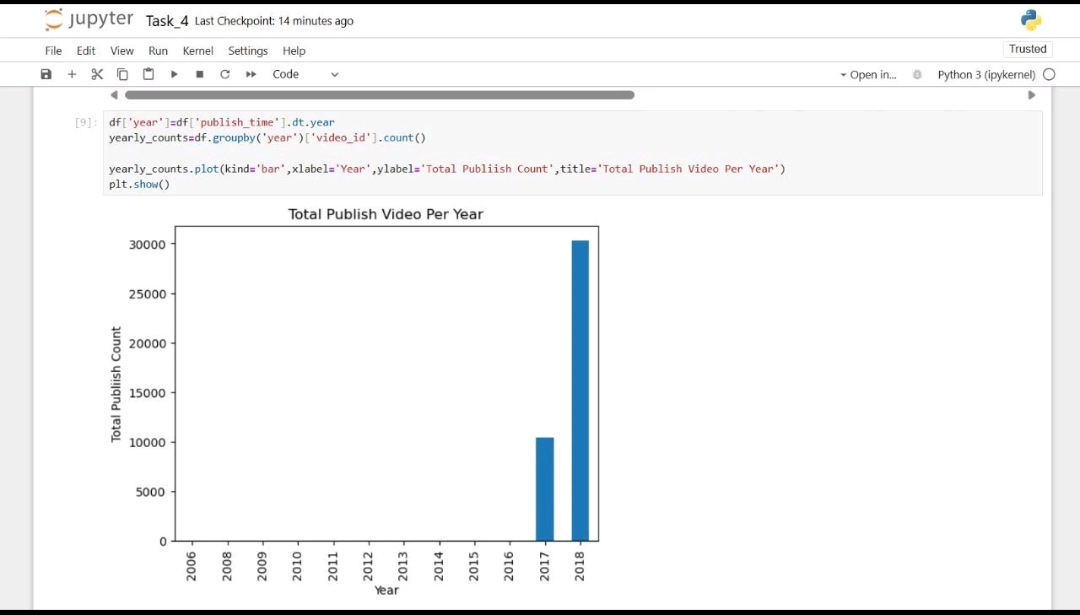 jupyter Task_4 Last Checkpoint: 14 minutes ago
File Edit View Run Kernel Settings Help Trusted
Code Open in... Python 3 (ipykernel)
[9]: df['year']=df['publish_time'].dt.year
yearly_counts=df.groupby('year')['video_id'].count()
yearly_counts.plot(kind='bar',xlabel='Year',ylabel='Total Publiish Count',title='Total Publish Video Per Year')
plt.show()
Total Publish Video Per Year
Total Publiish Count
30000
25000
20000
15000
10000
5000
0
2006 2008 2009 2010 2011 2012 2013 2014 2015 2016 2017 2018
Year